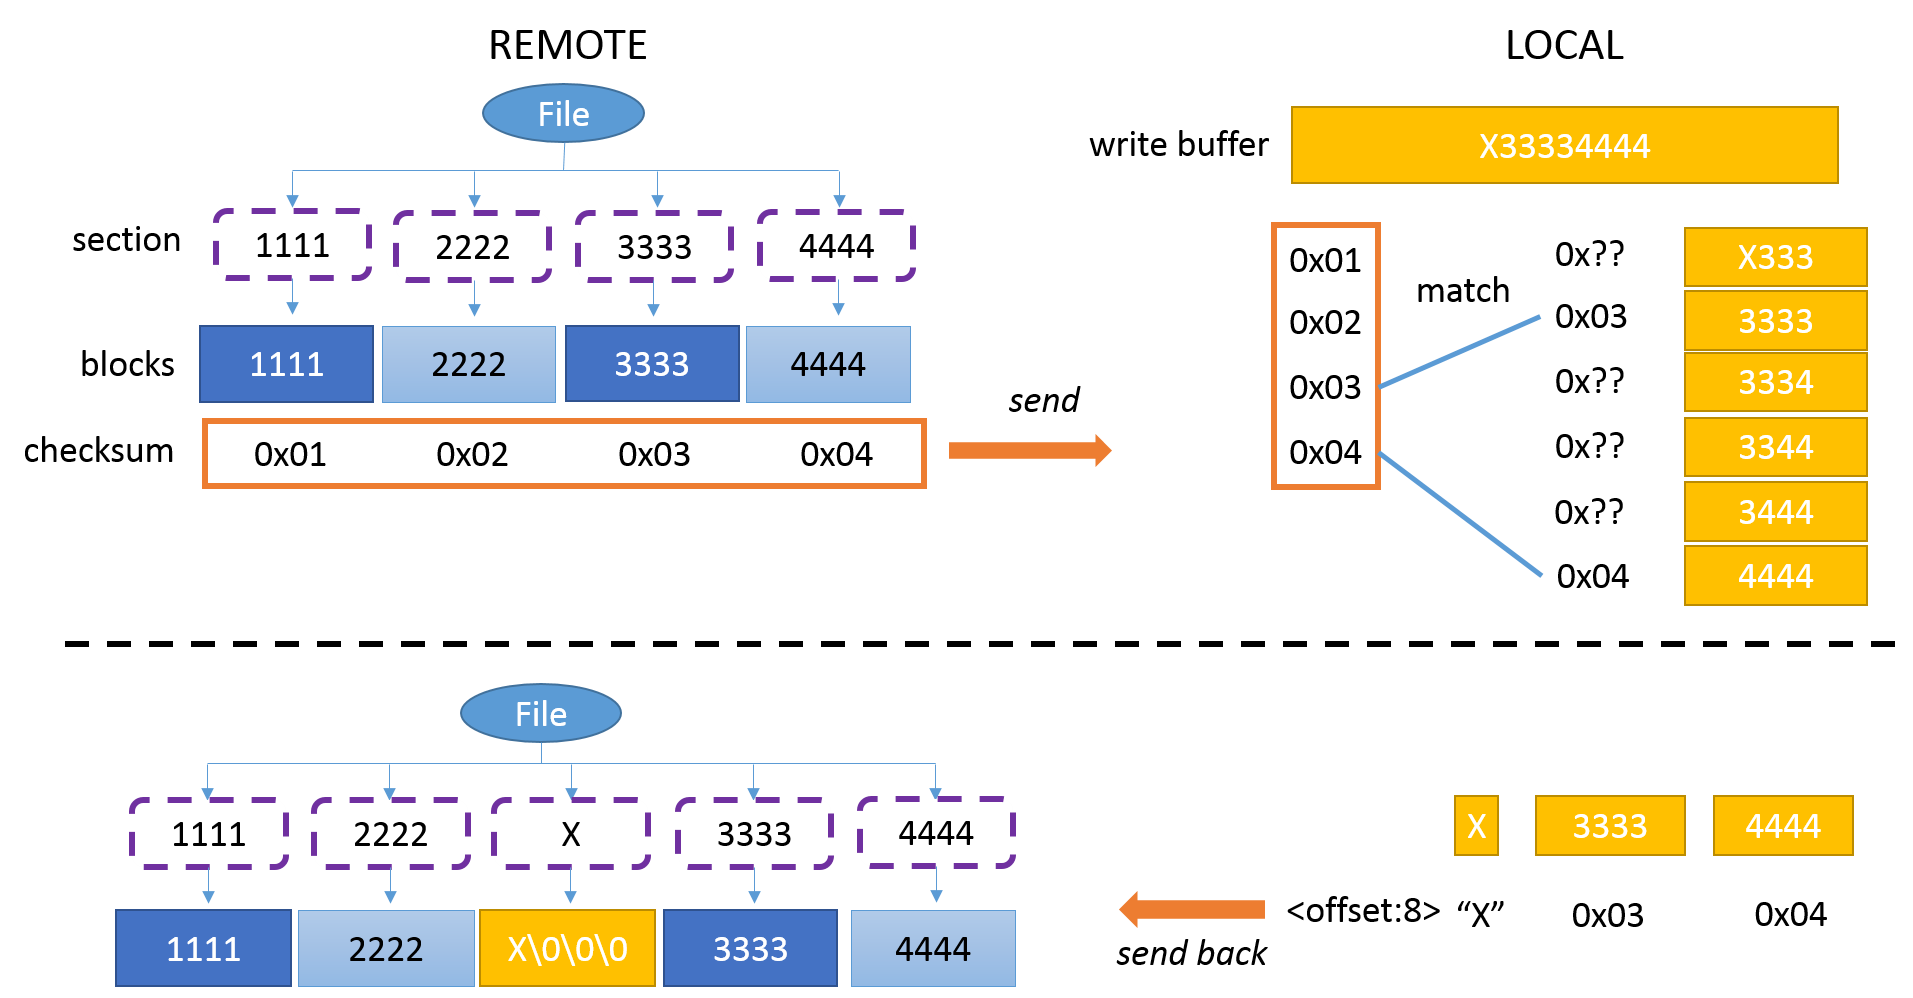 REMOTE
LOCAL
File
write buffer
X33334444
section
1111
2222
3333
4444
blocks
1111
2222
3333
4444
checksum
0x01
0x02
0x03
0x04
send
0x01
0x02
0x03
0x04
match
0x??
X333
0x03
3333
0x??
3334
0x??
3344
0x??
3444
0x04
4444
File
1111
2222
X
3333
4444
1111
2222
X\0\0\0
3333
4444
X
3333
4444
<offset:8>
“X”
0x03
0x04
send back